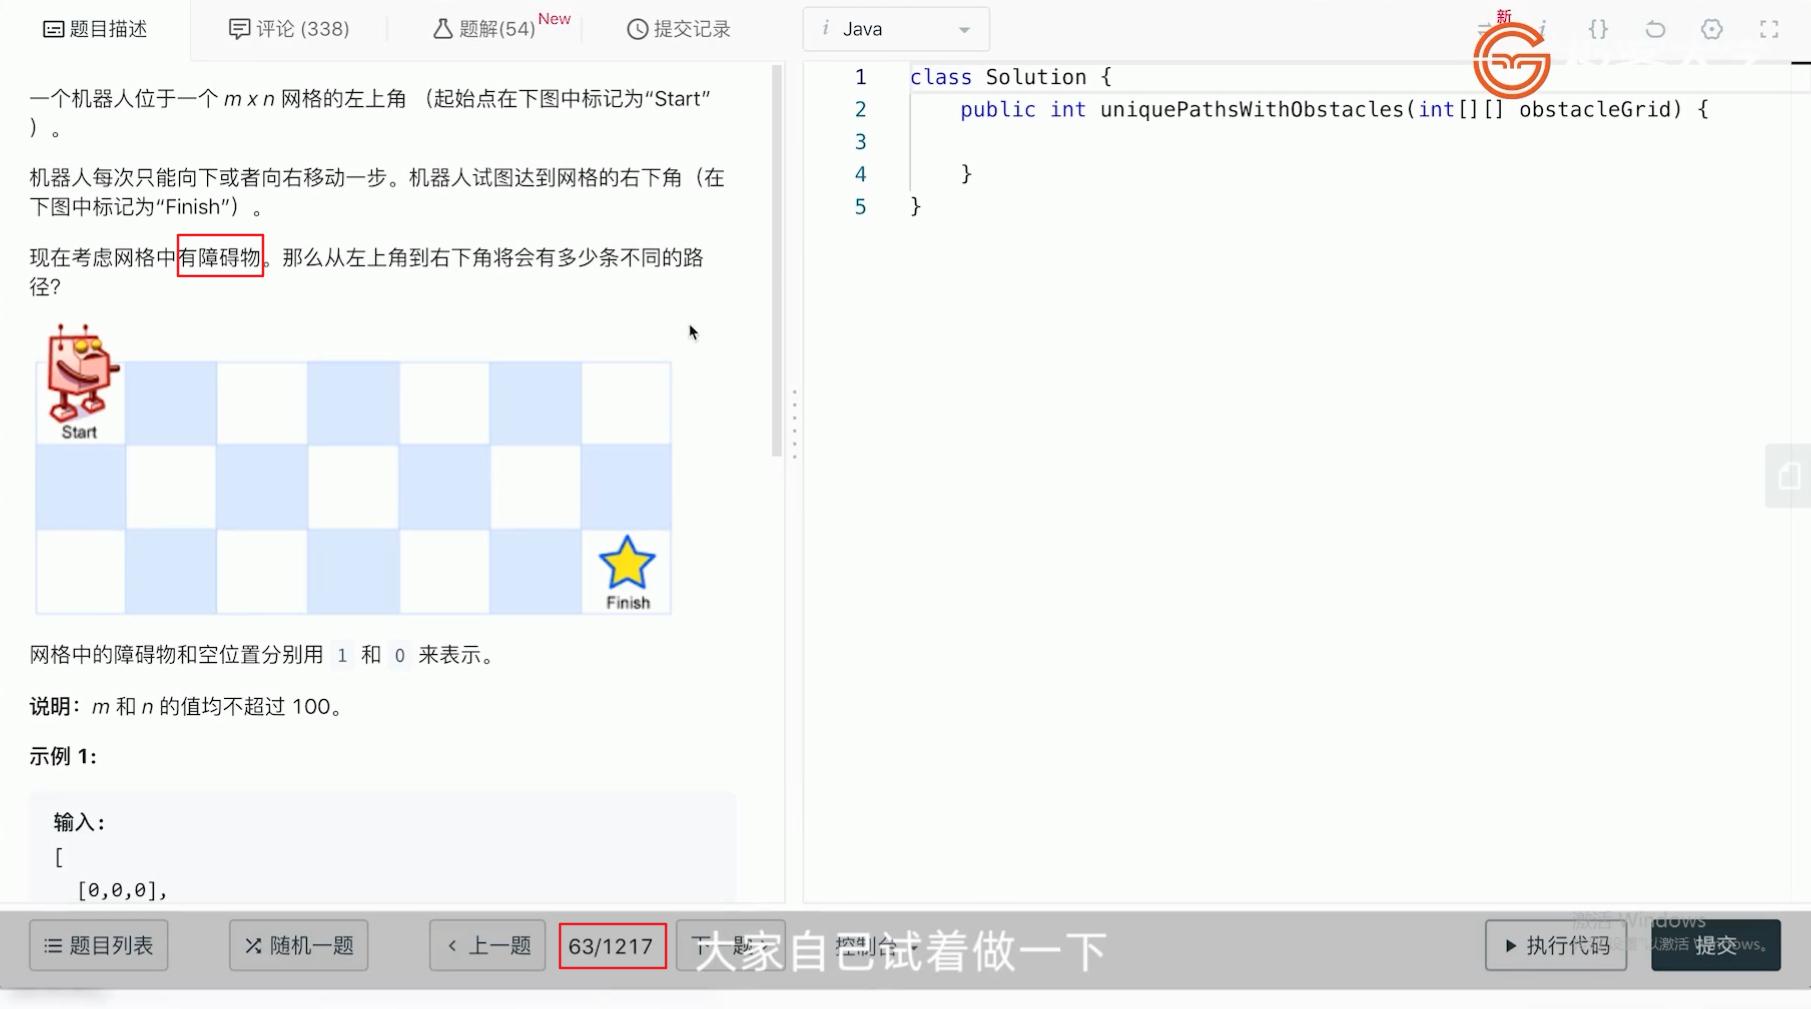 题目描述
评论 (338)
题解(54)
New
提交记录
i Java
新
一个机器人位于一个 m x n 网格的左上角 （起始点在下图中标记为“Start”
）。
机器人每次只能向下或者向右移动一步。机器人试图达到网格的右下角（在
下图中标记为“Finish”）。
现在考虑网格中有障碍物。那么从左上角到右下角将会有多少条不同的路
径？
Start
Finish
网格中的障碍物和空位置分别用 1 和 0 来表示。
说明：m 和 n 的值均不超过 100。
示例 1:
输入:
[
[0,0,0],
1 class Solution {
2 public int uniquePathsWithObstacles(int[][] obstacleGrid) {
3
4 }
5 }
题目列表
随机一题
上一题
63/1217
下一题
控制台
大家自己试着做一下
激活 Windows
执行代码
提交